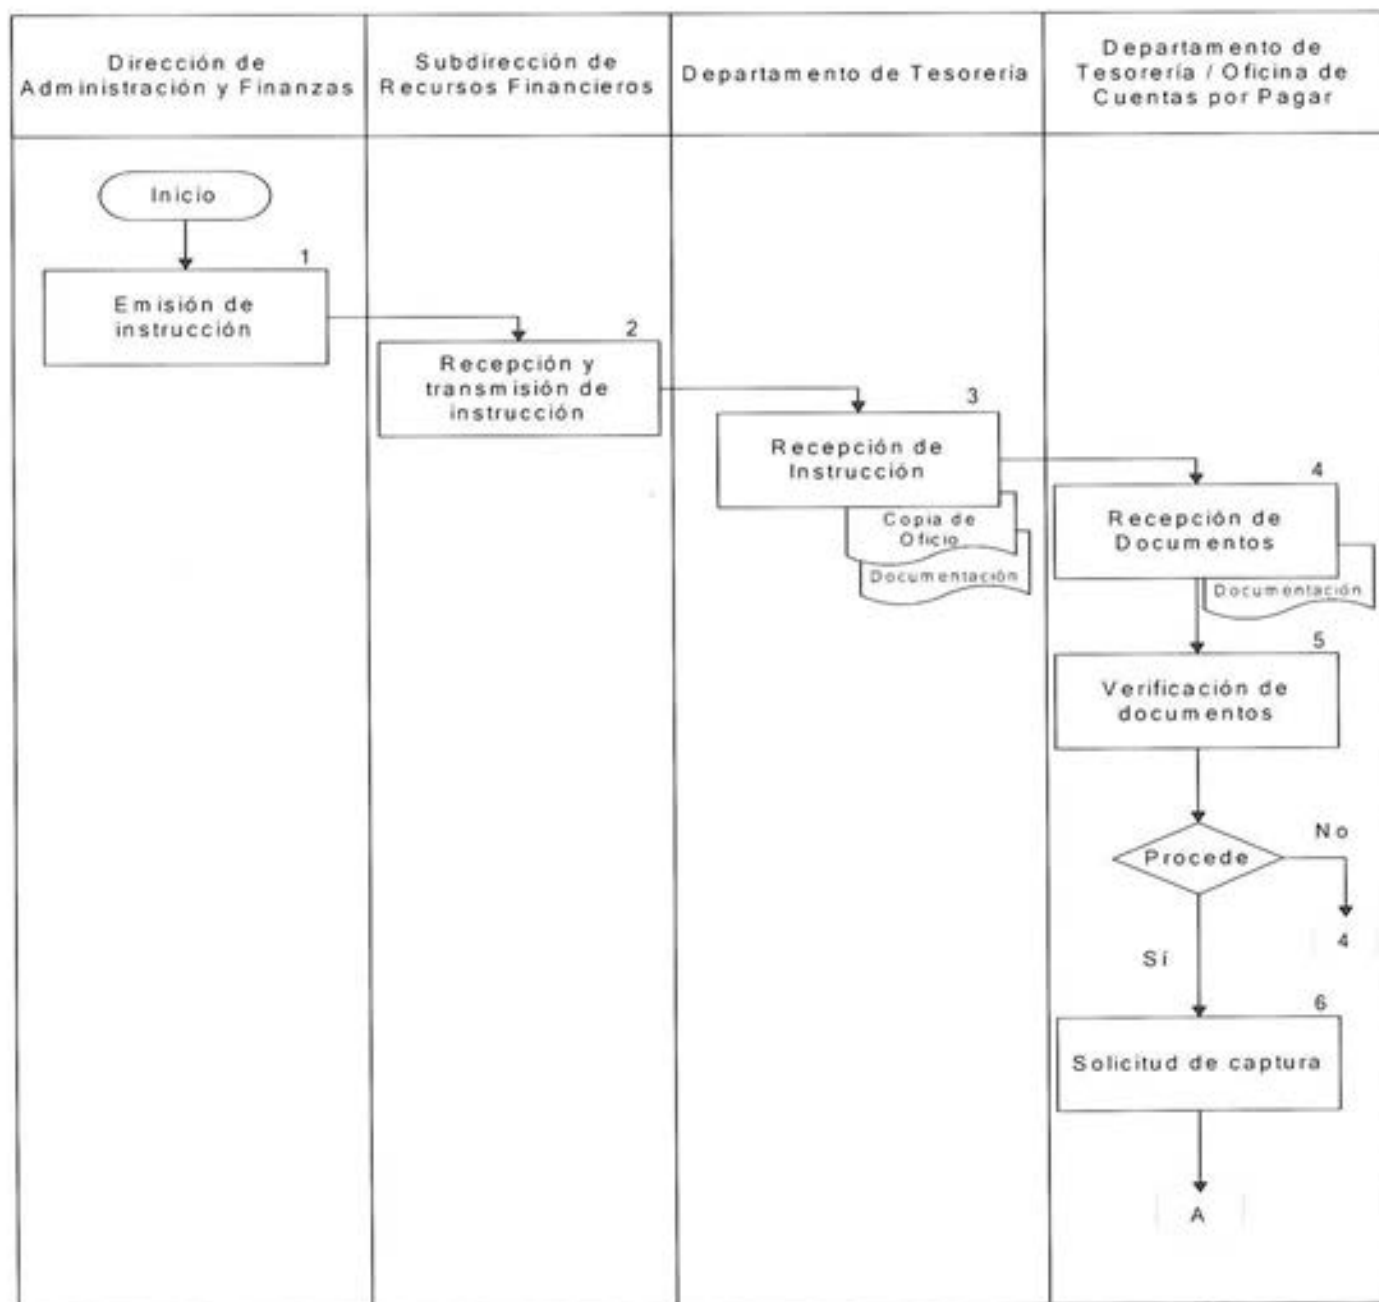 Dirección de
Administración y Finanzas
Subdirección de
Recursos Financieros
Departamento de Tesorería
Departamento de
Tesorería / Oficina de
Cuentas por Pagar
Inicio
1
Emisión de
instrucción
2
Recepción y
transmisión de
instrucción
3
Recepción de
Instrucción
Copia de
Oficio
Documentación
4
Recepción de
Documentos
Documentación
5
Verificación de
documentos
Procede
No
4
Sí
6
Solicitud de captura
A